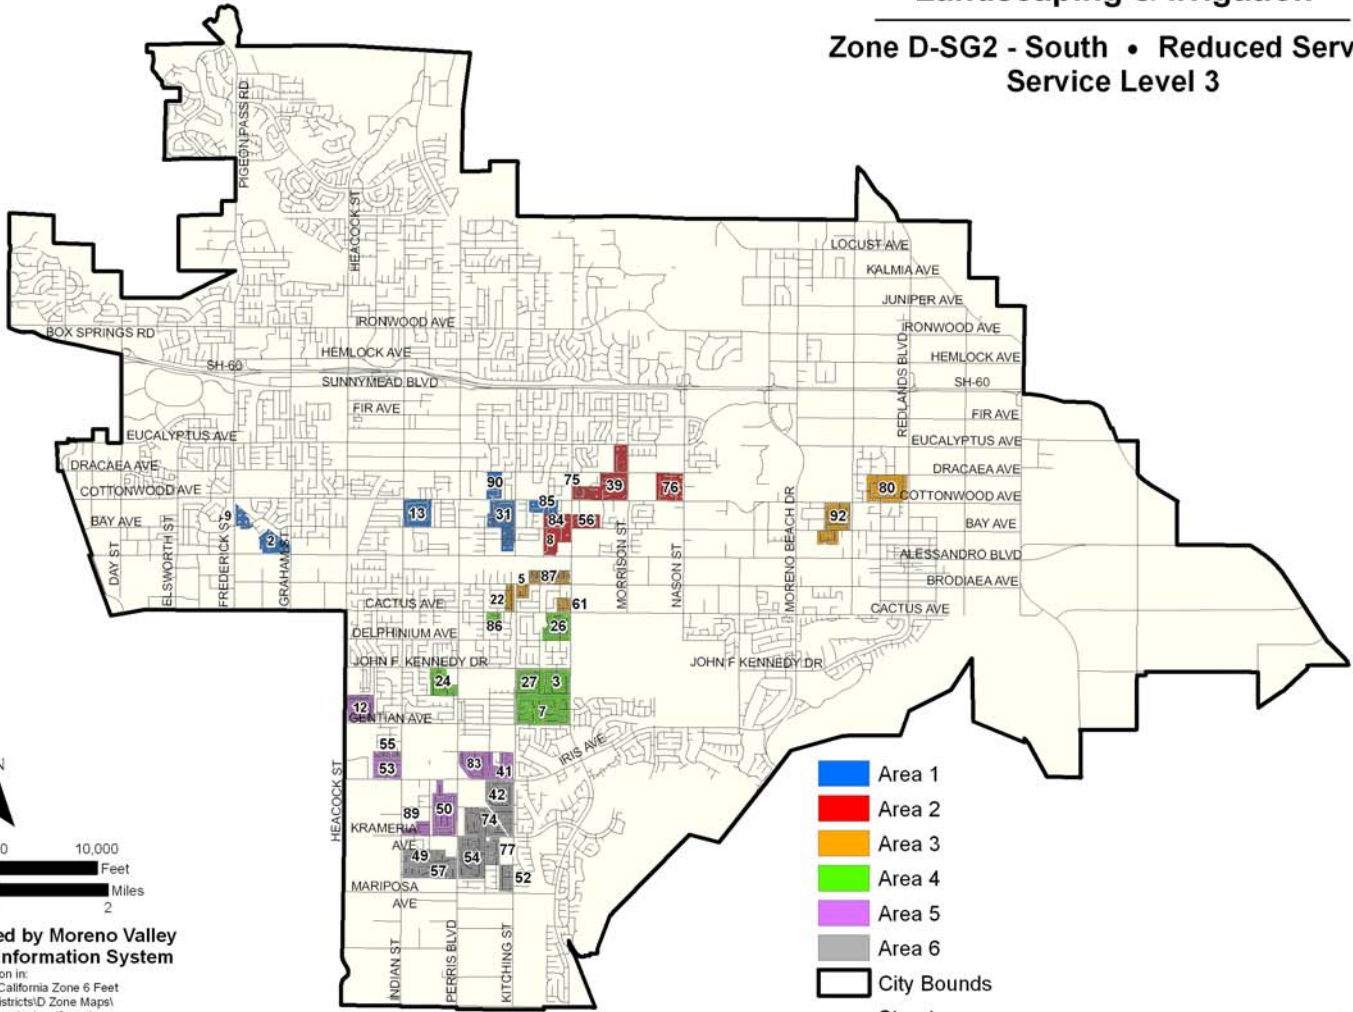 Landscaping & Irrigation
Zone D-SG2 - South • Reduced Serv
Service Level 3
PIGEON PASS RD
HEACOCK ST
LOCUST AVE
KALMIA AVE
JUNIPER AVE
IRONWOOD AVE
IRONWOOD AVE
BOX SPRINGS RD
HEMLOCK AVE
HEMLOCK AVE
SH-60
SUNNYMEAD BLVD
SH-60
REDLANDS BLVD
FIR AVE
FIR AVE
EUCALYPTUS AVE
EUCALYPTUS AVE
DRACAEA AVE
DRACAEA AVE
COTTONWOOD AVE
COTTONWOOD AVE
90
75
39
76
80
85
9
13
31
84
56
92
BAY AVE
BAY AVE
2
8
ALESSANDRO BLVD
DAY ST
ELSWORTH ST
FREDERICK ST
GRAHAM ST
MORRISON ST
NASON ST
MORENO BEACH DR
5
87
BRODIAEA AVE
CACTUS AVE
22
61
CACTUS AVE
86
26
DELPHINIUM AVE
JOHN F KENNEDY DR
JOHN F KENNEDY DR
24
27
3
12
7
GENTIAN AVE
55
IRIS AVE
53
83
41
HEACOCK ST
42
50
89
74
KRAMERIA
AVE
49
54
77
57
52
MARIPOSA
AVE
INDIAN ST
PERRIS BLVD
KITCHING ST
N
0
10,000
Feet
Miles
2
ed by Moreno Valley
Information System
on in:
California Zone 6 Feet
istricts\D Zone Maps\
Area 1
Area 2
Area 3
Area 4
Area 5
Area 6
City Bounds